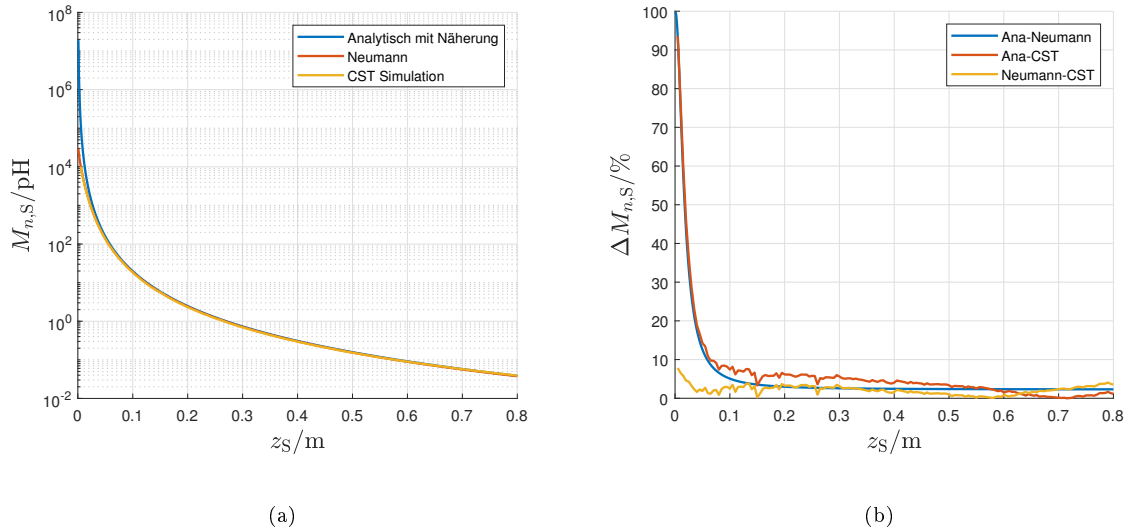 10^8
10^6
10^4
10^2
10^0
10^-2
M_{n,S}/pH
Analytisch mit Näherung
Neumann
CST Simulation
0 0.1 0.2 0.3 0.4 0.5 0.6 0.7 0.8
z_S/m
(a)
100
90
80
70
60
50
40
30
20
10
0
ΔM_{n,S}/%
Ana-Neumann
Ana-CST
Neumann-CST
0 0.1 0.2 0.3 0.4 0.5 0.6 0.7 0.8
z_S/m
(b)